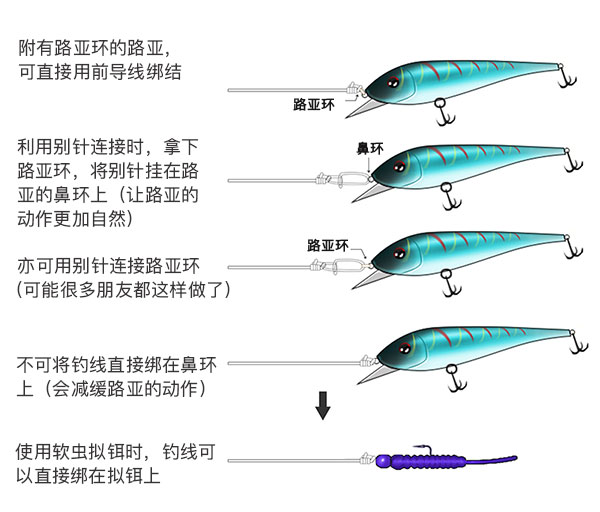 附有路亚环的路亚，
可直接用前导线绑结
路亚环
利用别针连接时，拿下
路亚环，将别针挂在路
亚的鼻环上（让路亚的
动作更加自然）
鼻环
亦可用别针连接路亚环
（可能很多朋友都这样做了）
路亚环
不可将钓线直接绑在鼻环
上（会减缓路亚的动作）
使用软虫拟饵时，钓线可
以直接绑在拟饵上